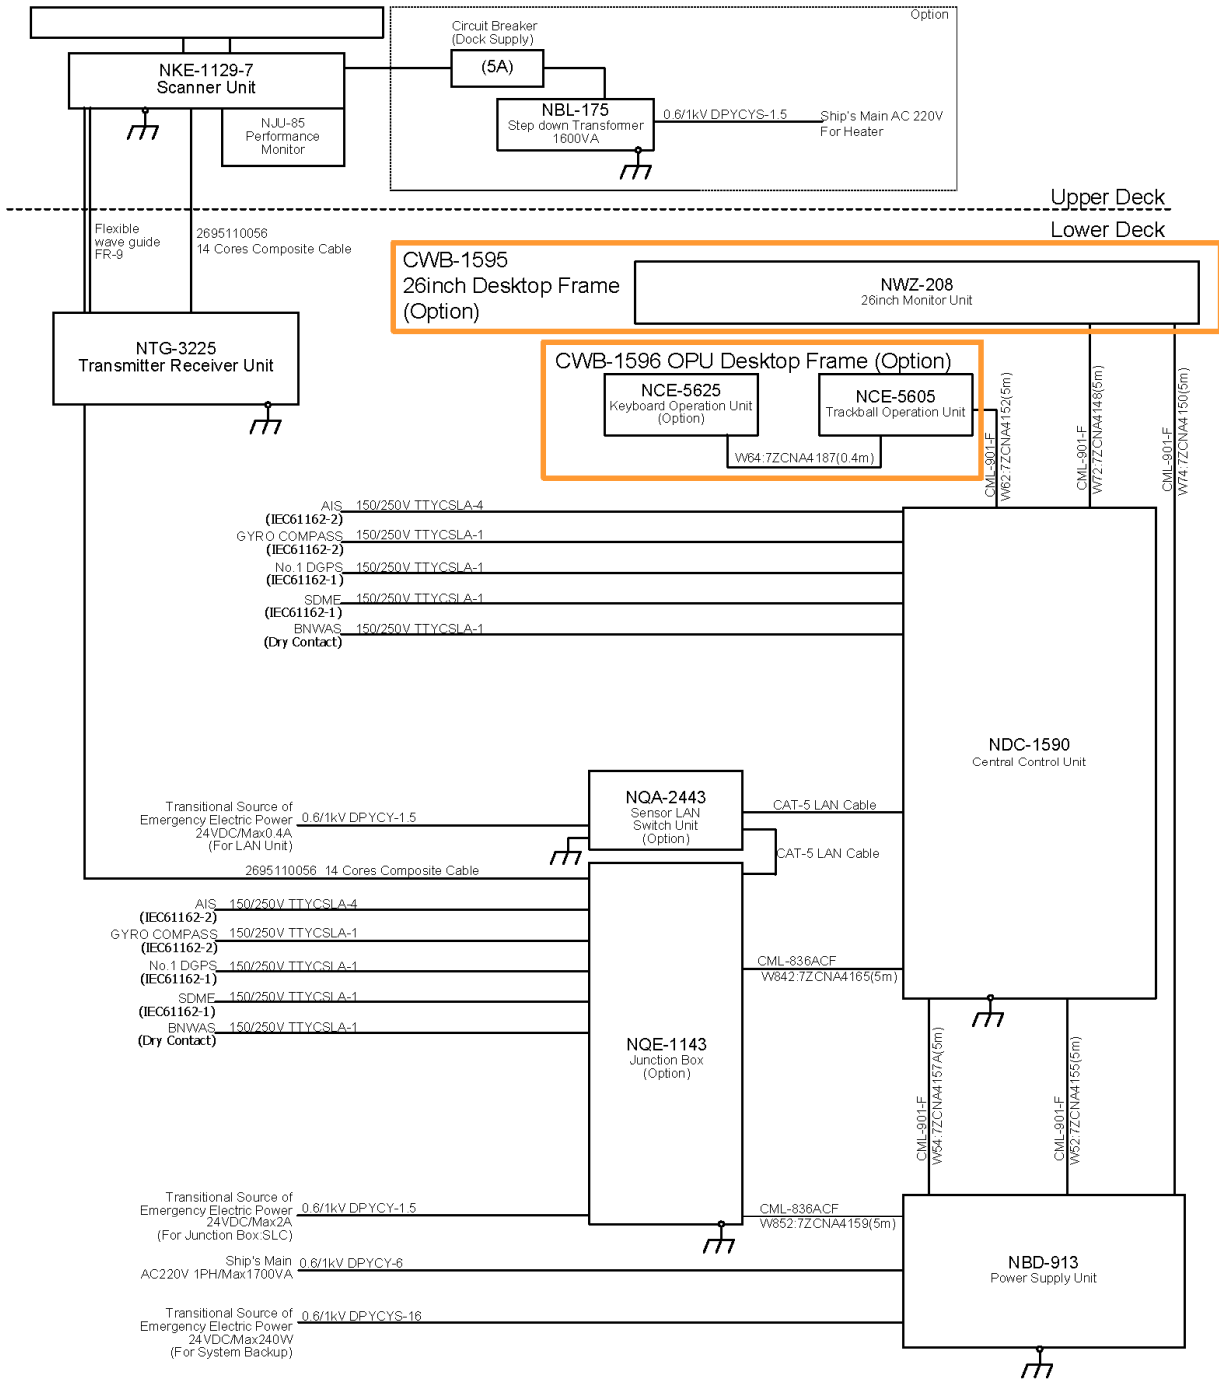 Option
Circuit Breaker
(Dock Supply)
(5A)
NKE-1129-7
Scanner Unit
NJU-85
Performance
Monitor
NBL-175
Step down Transformer
1600VA
0.6/1kV DPYCYS-1.5
Ship's Main AC 220V
For Heater
Upper Deck
Lower Deck
Flexible
wave guide
FR-9
2695110056
14 Cores Composite Cable
CWB-1595
26inch Desktop Frame
(Option)
NWZ-208
26inch Monitor Unit
NTG-3225
Transmitter Receiver Unit
CWB-1596 OPU Desktop Frame (Option)
NCE-5625
Keyboard Operation Unit
(Option)
NCE-5605
Trackball Operation Unit
W64:7ZCNA4187(0.4m)
CML-901-F
W62:7ZCNA4152(5m)
CML-901-F
W72:7ZCNA4148(5m)
CML-901-F
W74:7ZCNA4150(5m)
AIS 150/250V TTYCSLA-4
(IEC61162-2)
GYRO COMPASS 150/250V TTYCSLA-1
(IEC61162-2)
No.1 DGPS 150/250V TTYCSLA-1
(IEC61162-1)
SDME 150/250V TTYCSLA-1
(IEC61162-1)
BNWAS 150/250V TTYCSLA-1
(Dry Contact)
NDC-1590
Central Control Unit
NQA-2443
Sensor LAN
Switch Unit
(Option)
CAT-5 LAN Cable
CAT-5 LAN Cable
Transitional Source of
Emergency Electric Power 0.6/1kV DPYCY-1.5
24VDC/Max0.4A
(For LAN Unit)
2695110056 14 Cores Composite Cable
AIS 150/250V TTYCSLA-4
(IEC61162-2)
GYRO COMPASS 150/250V TTYCSLA-1
(IEC61162-2)
No.1 DGPS 150/250V TTYCSLA-1
(IEC61162-1)
SDME 150/250V TTYCSLA-1
(IEC61162-1)
BNWAS 150/250V TTYCSLA-1
(Dry Contact)
CML-836ACF
W842:7ZCNA4165(5m)
NQE-1143
Junction Box
(Option)
CML-901-F
W54:7ZCNA4157A(5m)
CML-901-F
W52:7ZCNA4155(5m)
Transitional Source of
Emergency Electric Power 0.6/1kV DPYCY-1.5
24VDC/Max2A
(For Junction Box:SLC)
CML-836ACF
W852:7ZCNA4159(5m)
Ship's Main 0.6/1kV DPYCY-6
AC220V 1PH/Max1700VA
NBD-913
Power Supply Unit
Transitional Source of 0.6/1kV DPYCYS-16
Emergency Electric Power
24VDC/Max240W
(For System Backup)